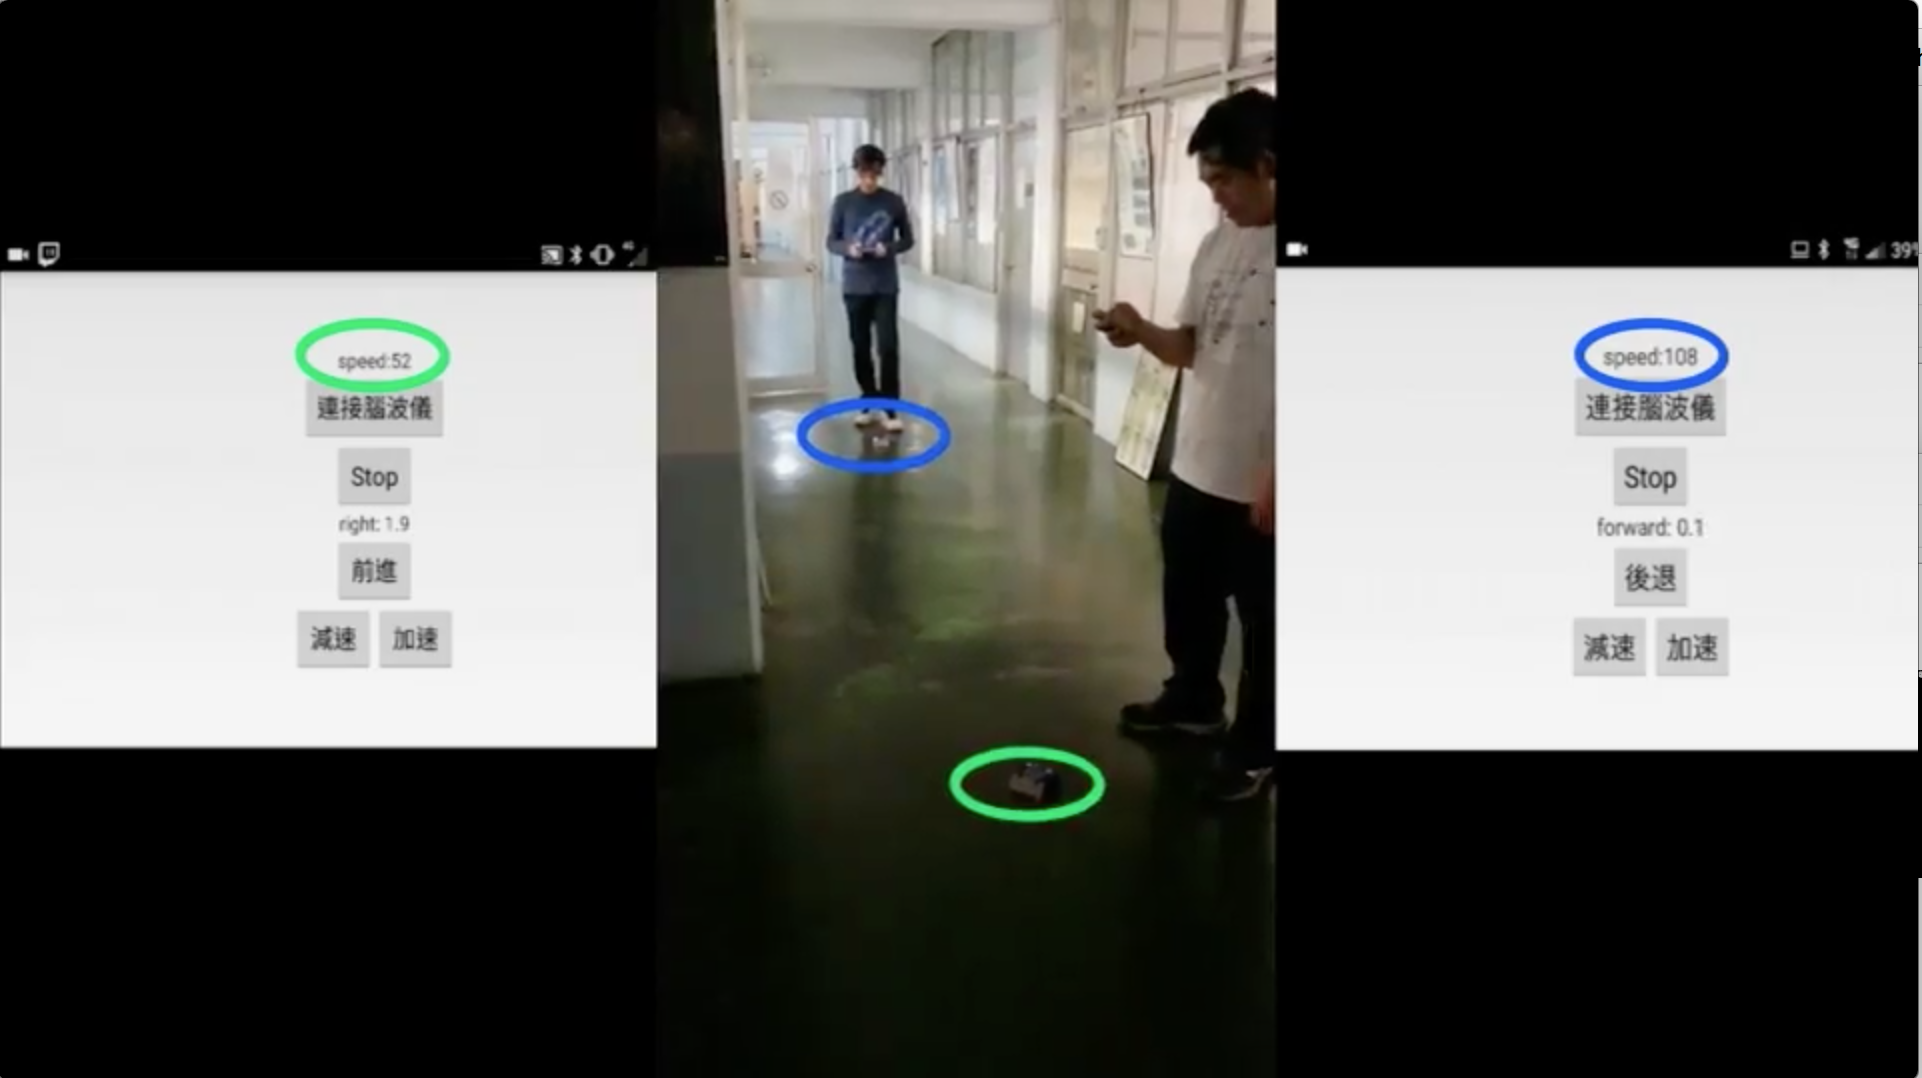 speed:52
連接腦波儀
Stop
right: 1.9
前進
減速 加速
4G
39%
speed:108
連接腦波儀
Stop
forward: 0.1
後退
減速 加速